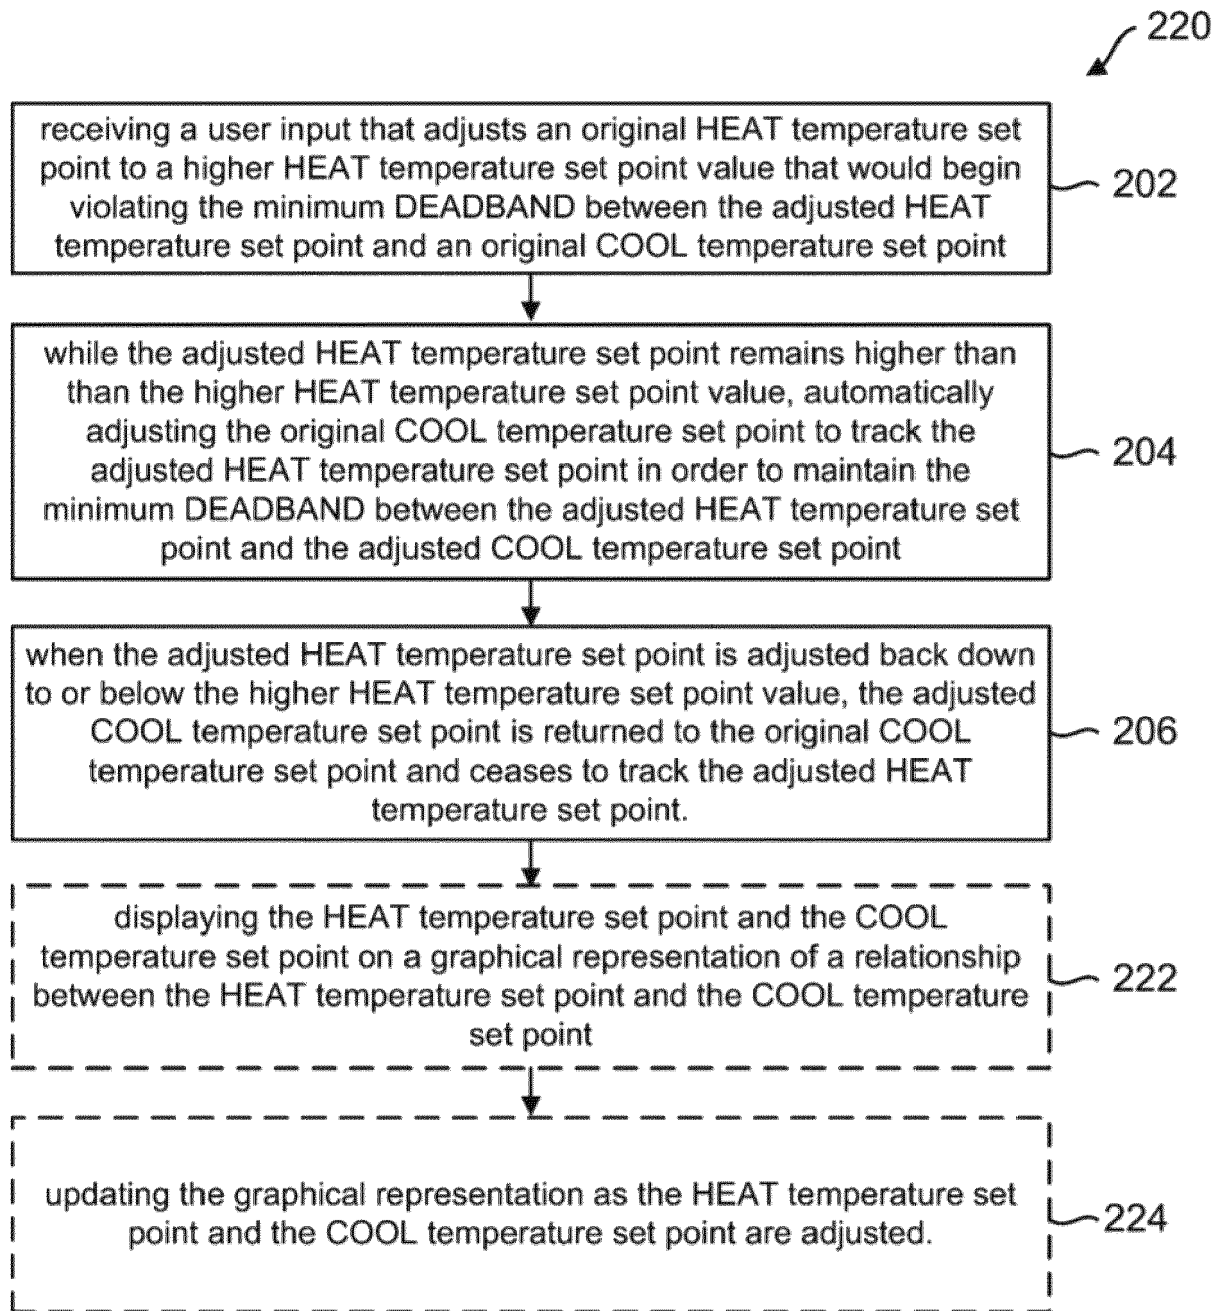 220
receiving a user input that adjusts an original HEAT temperature set
point to a higher HEAT temperature set point value that would begin
violating the minimum DEADBAND between the adjusted HEAT
temperature set point and an original COOL temperature set point
202
while the adjusted HEAT temperature set point remains higher than
than the higher HEAT temperature set point value, automatically
adjusting the original COOL temperature set point to track the
adjusted HEAT temperature set point in order to maintain the
minimum DEADBAND between the adjusted HEAT temperature set
point and the adjusted COOL temperature set point
204
when the adjusted HEAT temperature set point is adjusted back down
to or below the higher HEAT temperature set point value, the adjusted
COOL temperature set point is returned to the original COOL
temperature set point and ceases to track the adjusted HEAT
temperature set point.
206
displaying the HEAT temperature set point and the COOL
temperature set point on a graphical representation of a relationship
between the HEAT temperature set point and the COOL temperature
set point
222
updating the graphical representation as the HEAT temperature set
point and the COOL temperature set point are adjusted.
224